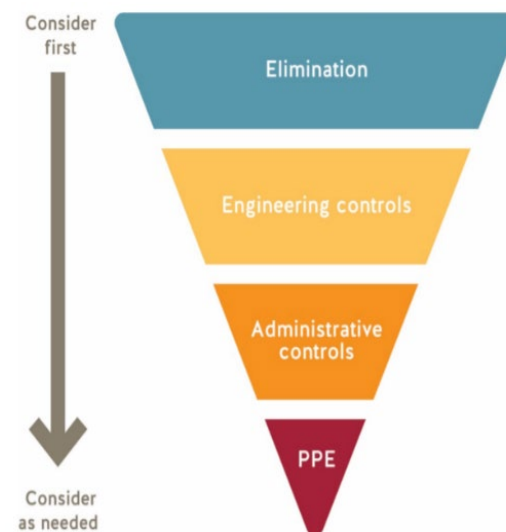 Consider
first
Elimination
Engineering controls
Administrative
controls
PPE
Consider
as needed